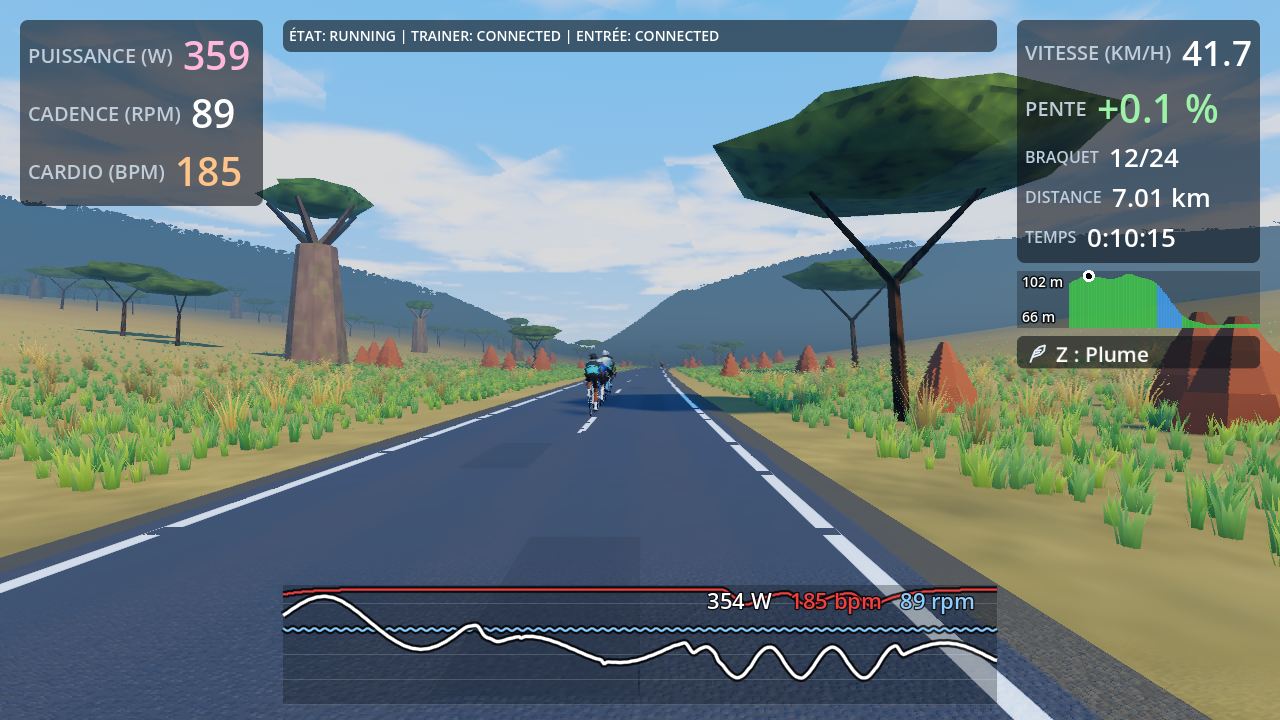 PUISSANCE (W) 359
CADENCE (RPM) 89
CARDIO (BPM) 185
ÉTAT: RUNNING | TRAINER: CONNECTED | ENTRÉE: CONNECTED
VITESSE (KM/H) 41.7
PENTE +0.1 %
BRAQUET 12/24
DISTANCE 7.01 km
TEMPS 0:10:15
102 m
66 m
Z : Plume
354 W 185 bpm 89 rpm